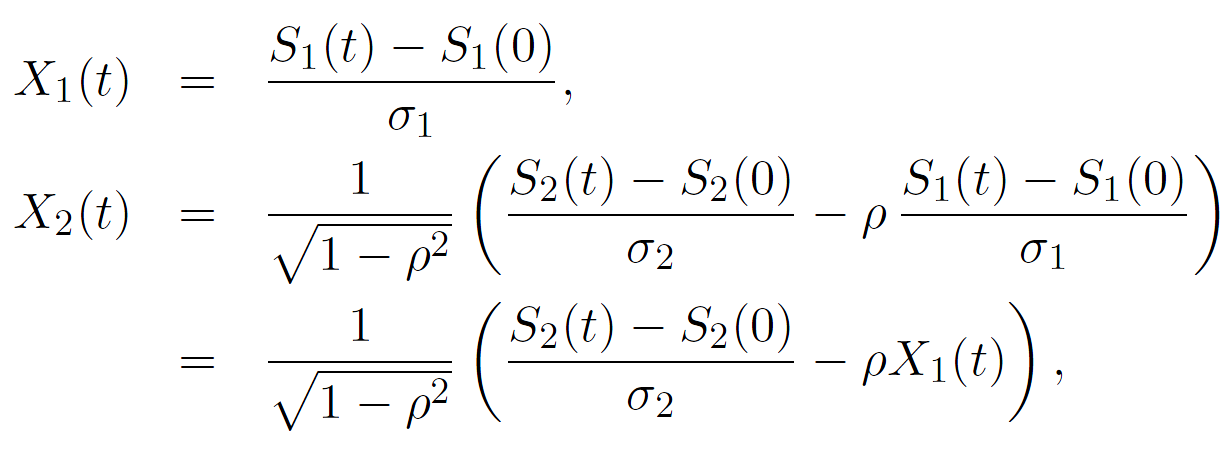 X_1(t) = \frac{S_1(t) - S_1(0)}{\sigma_1},
X_2(t) = \frac{1}{\sqrt{1 - \rho^2}} \left( \frac{S_2(t) - S_2(0)}{\sigma_2} - \rho \, \frac{S_1(t) - S_1(0)}{\sigma_1} \right)
= \frac{1}{\sqrt{1 - \rho^2}} \left( \frac{S_2(t) - S_2(0)}{\sigma_2} - \rho X_1(t) \right),